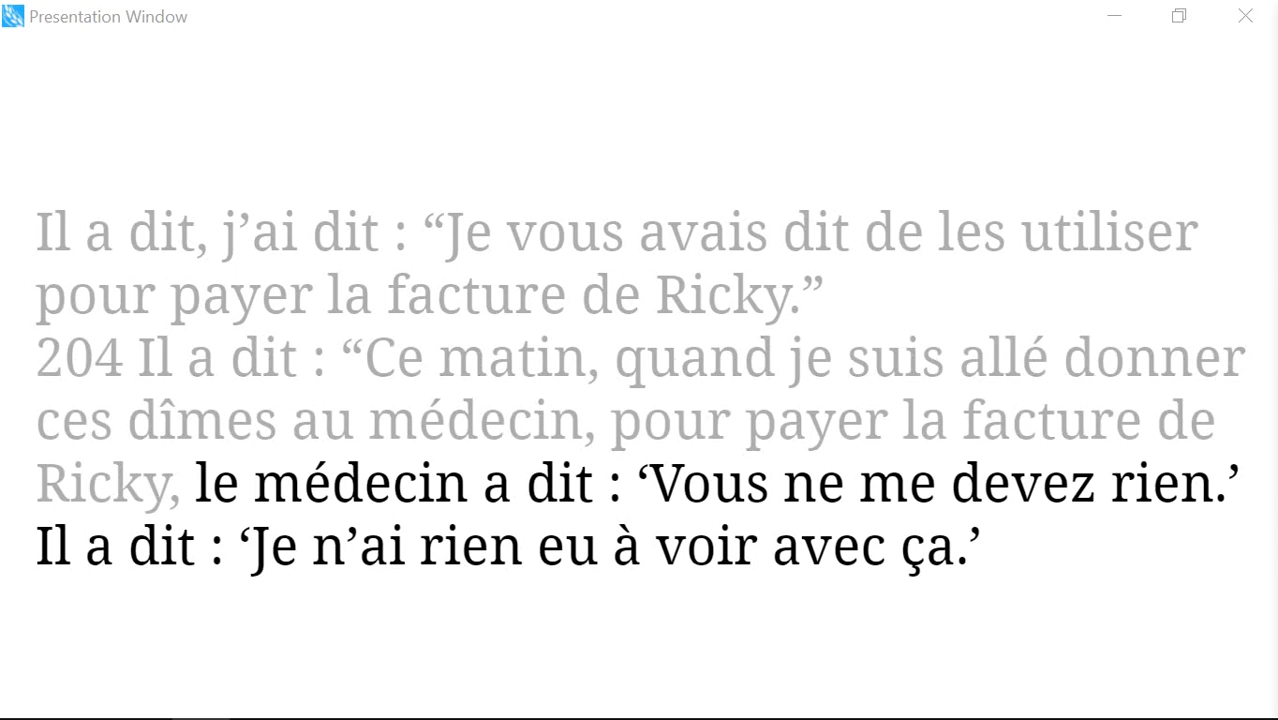 Presentation Window
Il a dit, j’ai dit : “Je vous avais dit de les utiliser
pour payer la facture de Ricky.”
204 Il a dit : “Ce matin, quand je suis allé donner
ces dîmes au médecin, pour payer la facture de
Ricky, le médecin a dit : ‘Vous ne me devez rien.’
Il a dit : ‘Je n’ai rien eu à voir avec ça.’